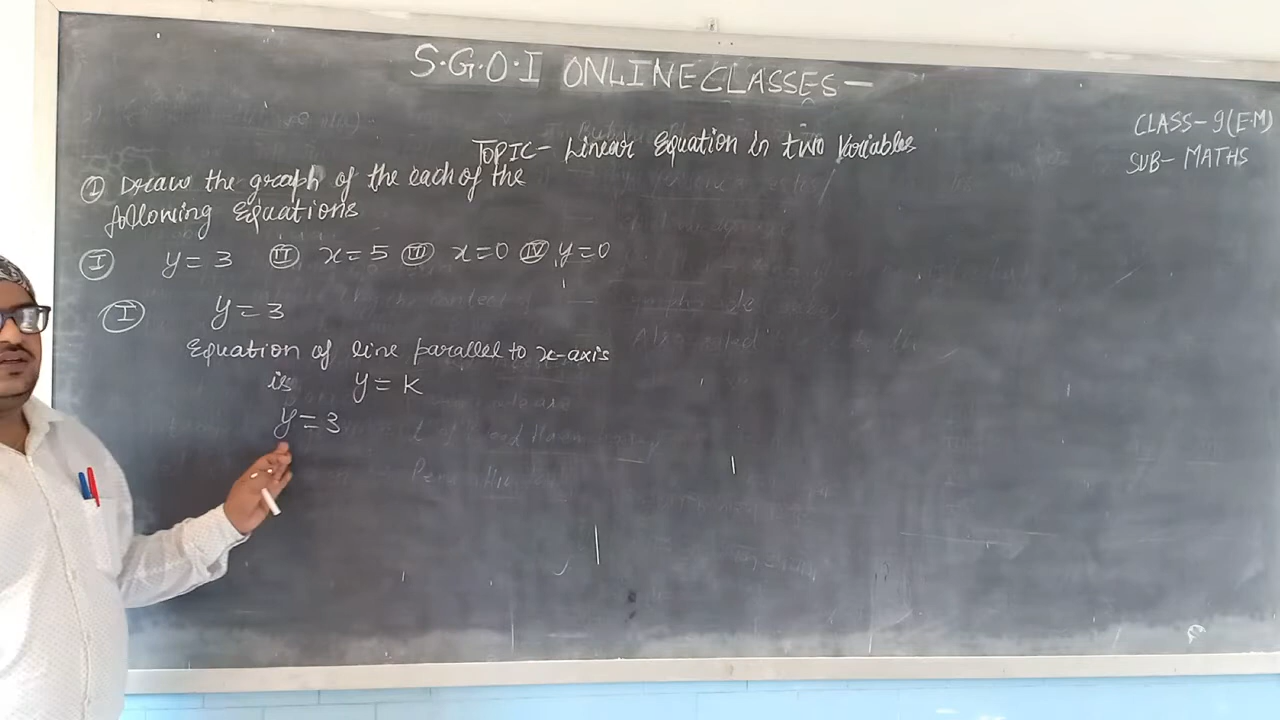 S.G.O.I ONLINE CLASSES -
CLASS - 9 (E.M)
SUB - MATHS
TOPIC - Linear Equation in two Variables
① Draw the graph of the each of the
following Equations
Ⓘ y = 3 Ⓘⓘ x = 5 Ⓘⓘⓘ x = 0 Ⓘⓥ y = 0
Ⓘ y = 3
Equation of line parallel to x-axis
is y = K
y = 3